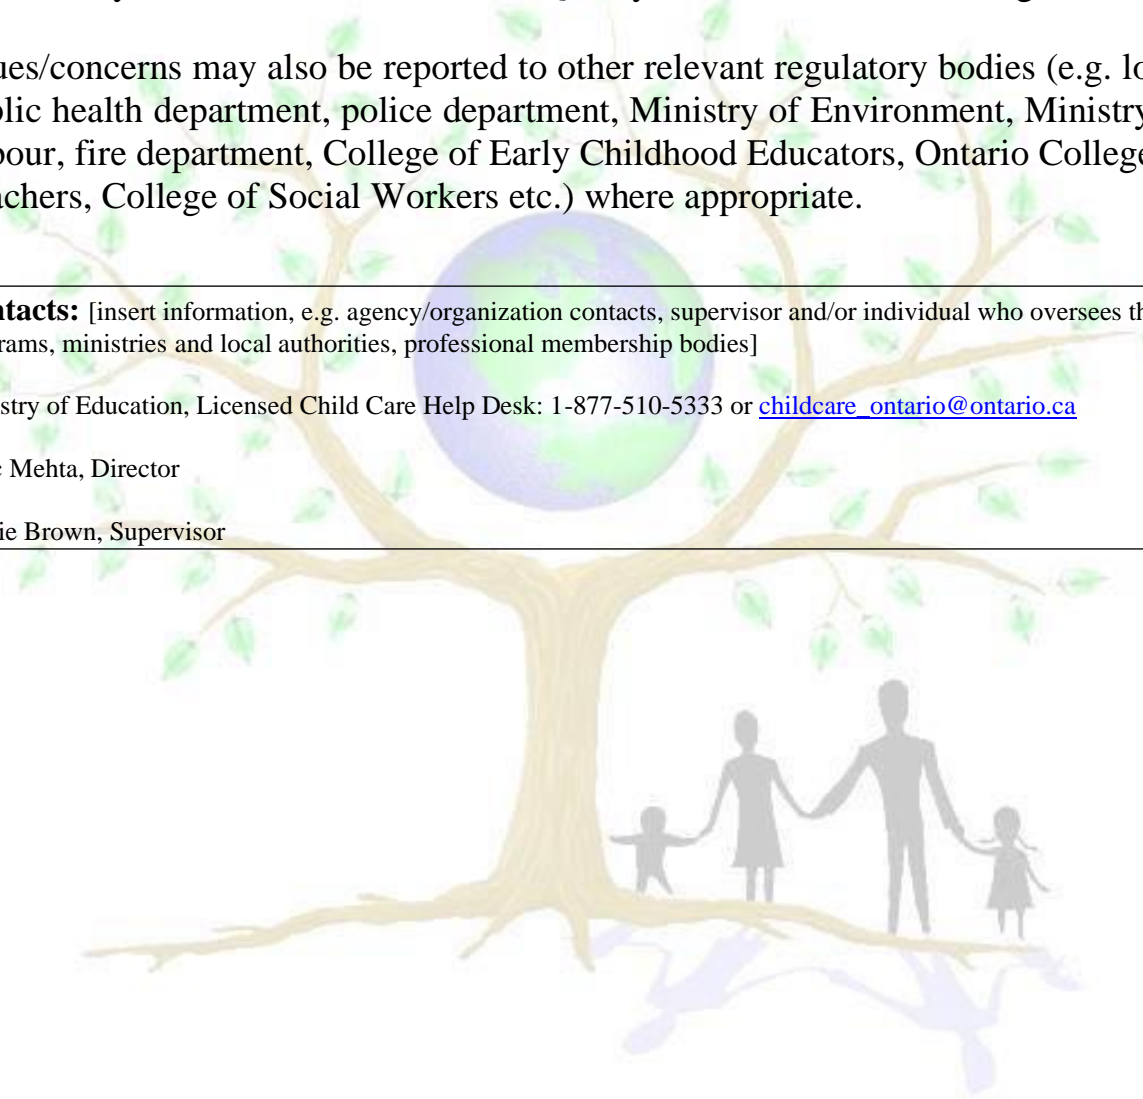 ues/concerns may also be reported to other relevant regulatory bodies (e.g. lo
blic health department, police department, Ministry of Environment, Ministry
bour, fire department, College of Early Childhood Educators, Ontario College
achers, College of Social Workers etc.) where appropriate.
ntacts: [insert information, e.g. agency/organization contacts, supervisor and/or individual who oversees th
rams, ministries and local authorities, professional membership bodies]
stry of Education, Licensed Child Care Help Desk: 1-877-510-5333 or childcare_ontario@ontario.ca
Mehta, Director
ie Brown, Supervisor